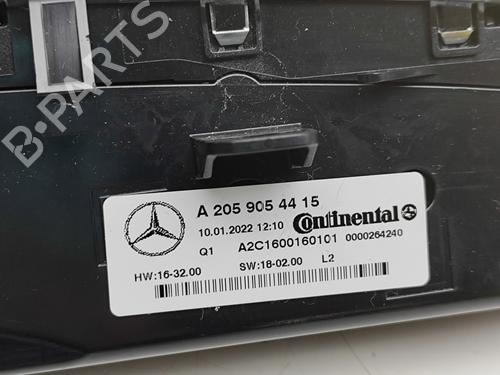 B-PARTS
A 205 905 44 15
10.01.2022 12:10 Continental
Q1 A2C1600160101 0000264240
HW:16-32.00 SW:18-02.00 L2